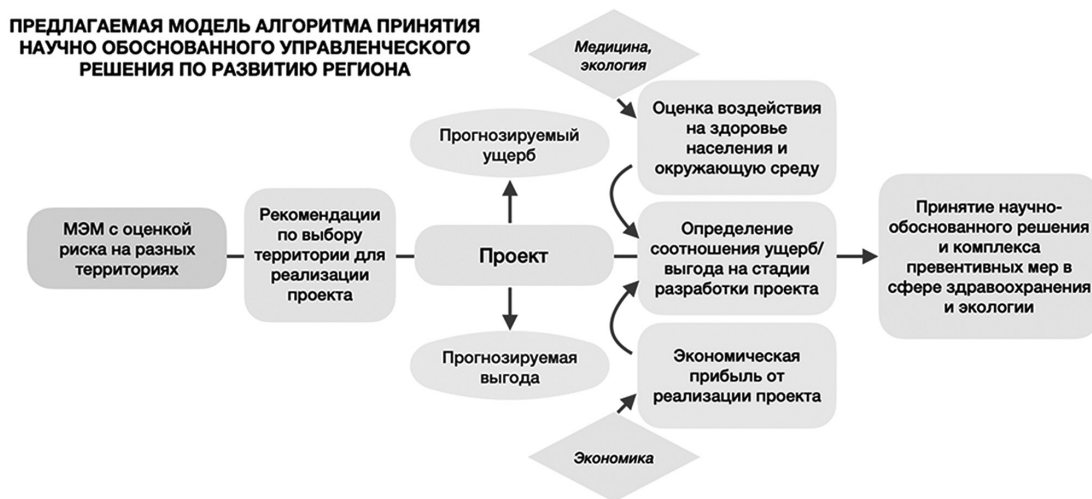 ПРЕДЛАГАЕМАЯ МОДЕЛЬ АЛГОРИТМА ПРИНЯТИЯ
НАУЧНО ОБОСНОВАННОГО УПРАВЛЕНЧЕСКОГО
РЕШЕНИЯ ПО РАЗВИТИЮ РЕГИОНА
МЭМ с оценкой
риска на разных
территориях
Рекомендации
по выбору
территории для
реализации
проекта
Прогнозируемый
ущерб
Проект
Прогнозируемая
выгода
Медицина,
экология
Оценка воздействия
на здоровье
населения и
окружающую среду
Определение
соотношения ущерб/
выгода на стадии
разработки проекта
Экономическая
прибыль от
реализации проекта
Экономика
Принятие научно-
обоснованного решения
и комплекса
превентивных мер в
сфере здравоохранения
и экологии